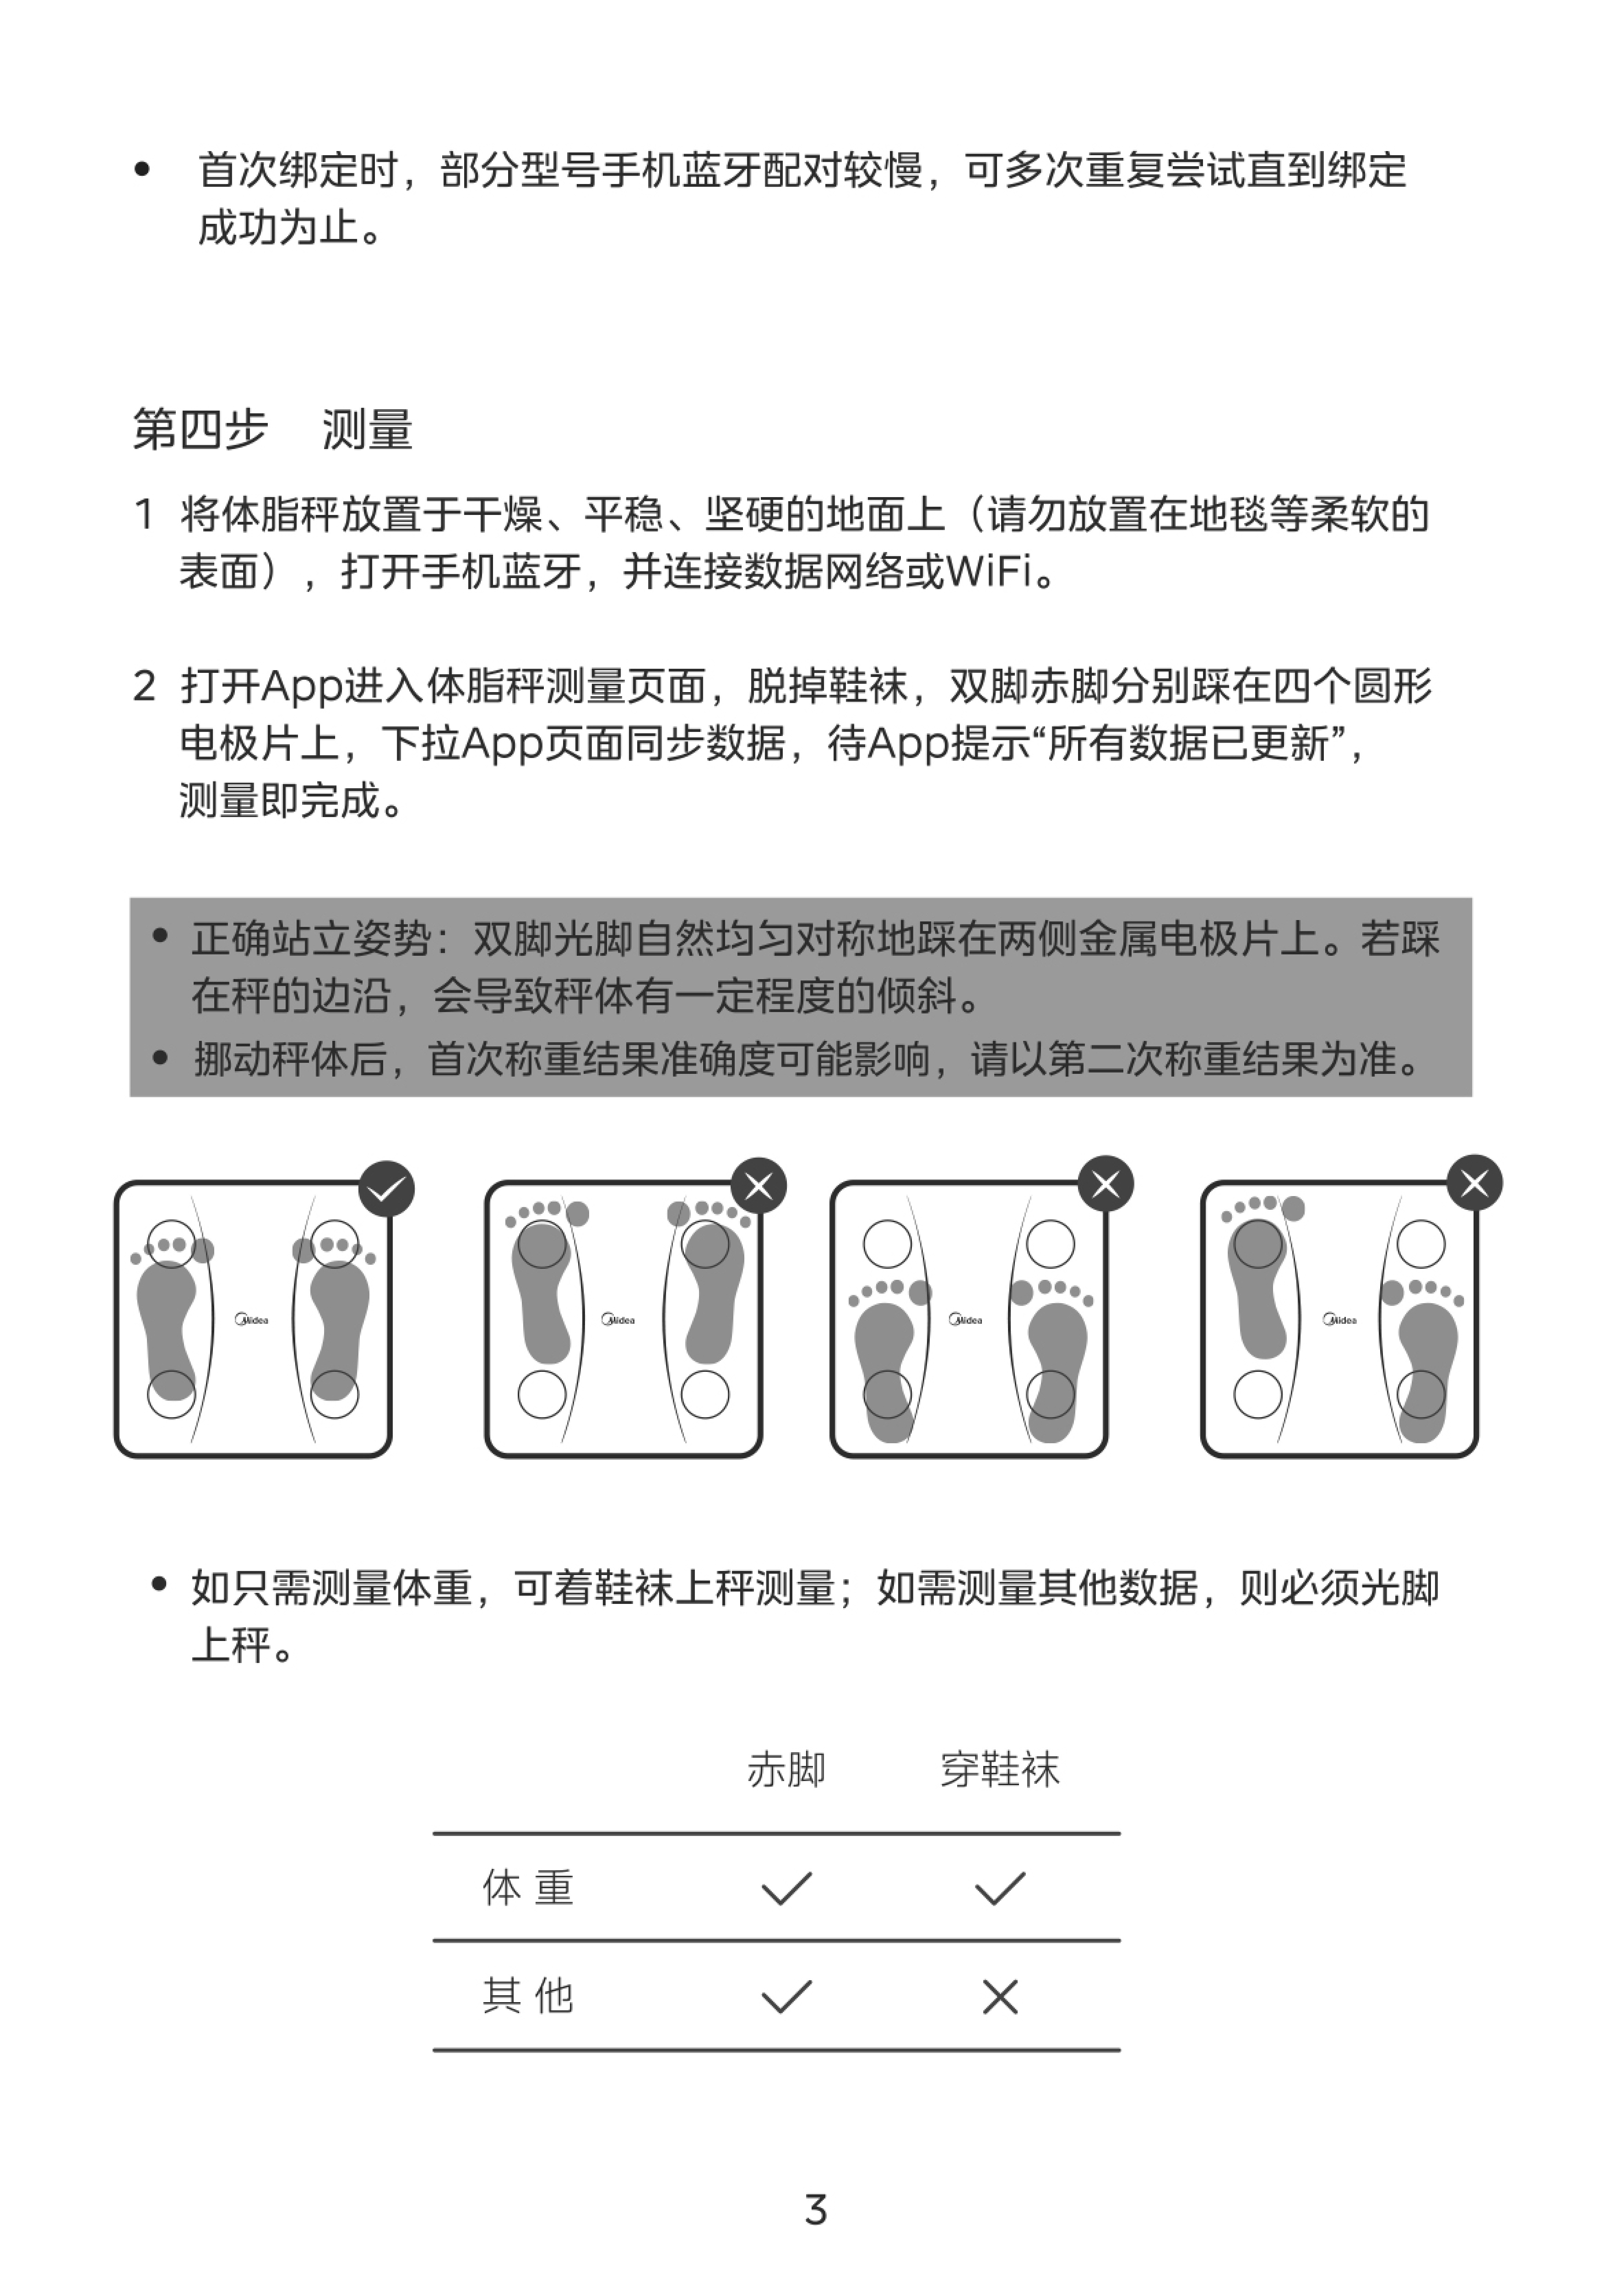 • 首次绑定时，部分型号手机蓝牙配对较慢，可多次重复尝试直到绑定
成功为止。
第四步 测量
1 将体脂秤放置于干燥、平稳、坚硬的地面上（请勿放置在地毯等柔软的
表面），打开手机蓝牙，并连接数据网络或WiFi。
2 打开App进入体脂秤测量页面，脱掉鞋袜，双脚赤脚分别踩在四个圆形
电极片上，下拉App页面同步数据，待App提示“所有数据已更新”，
测量即完成。
• 正确站立姿势：双脚光脚自然均匀对称地踩在两侧金属电极片上。若踩
在秤的边沿，会导致秤体有一定程度的倾斜。
• 挪动秤体后，首次称重结果准确度可能影响，请以第二次称重结果为准。
Midea Midea Midea Midea
• 如只需测量体重，可着鞋袜上秤测量；如需测量其他数据，则必须光脚
上秤。
赤脚 穿鞋袜
体重 ✓ ✓
其他 ✓ ✕
3